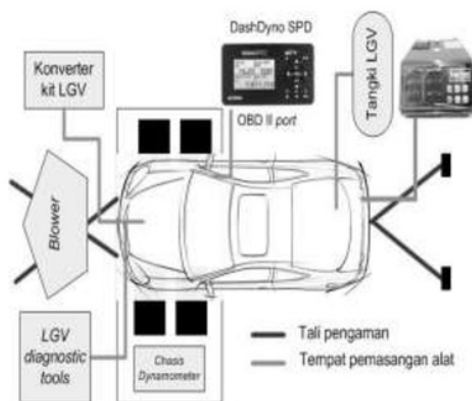 DashDyno SPD
Konverter
kit LGV
OBD II port
Tangki LGV
Blower
LGV
diagnostic
tools
Chasis
Dynamometer
Tali pengaman
Tempat pemasangan alat